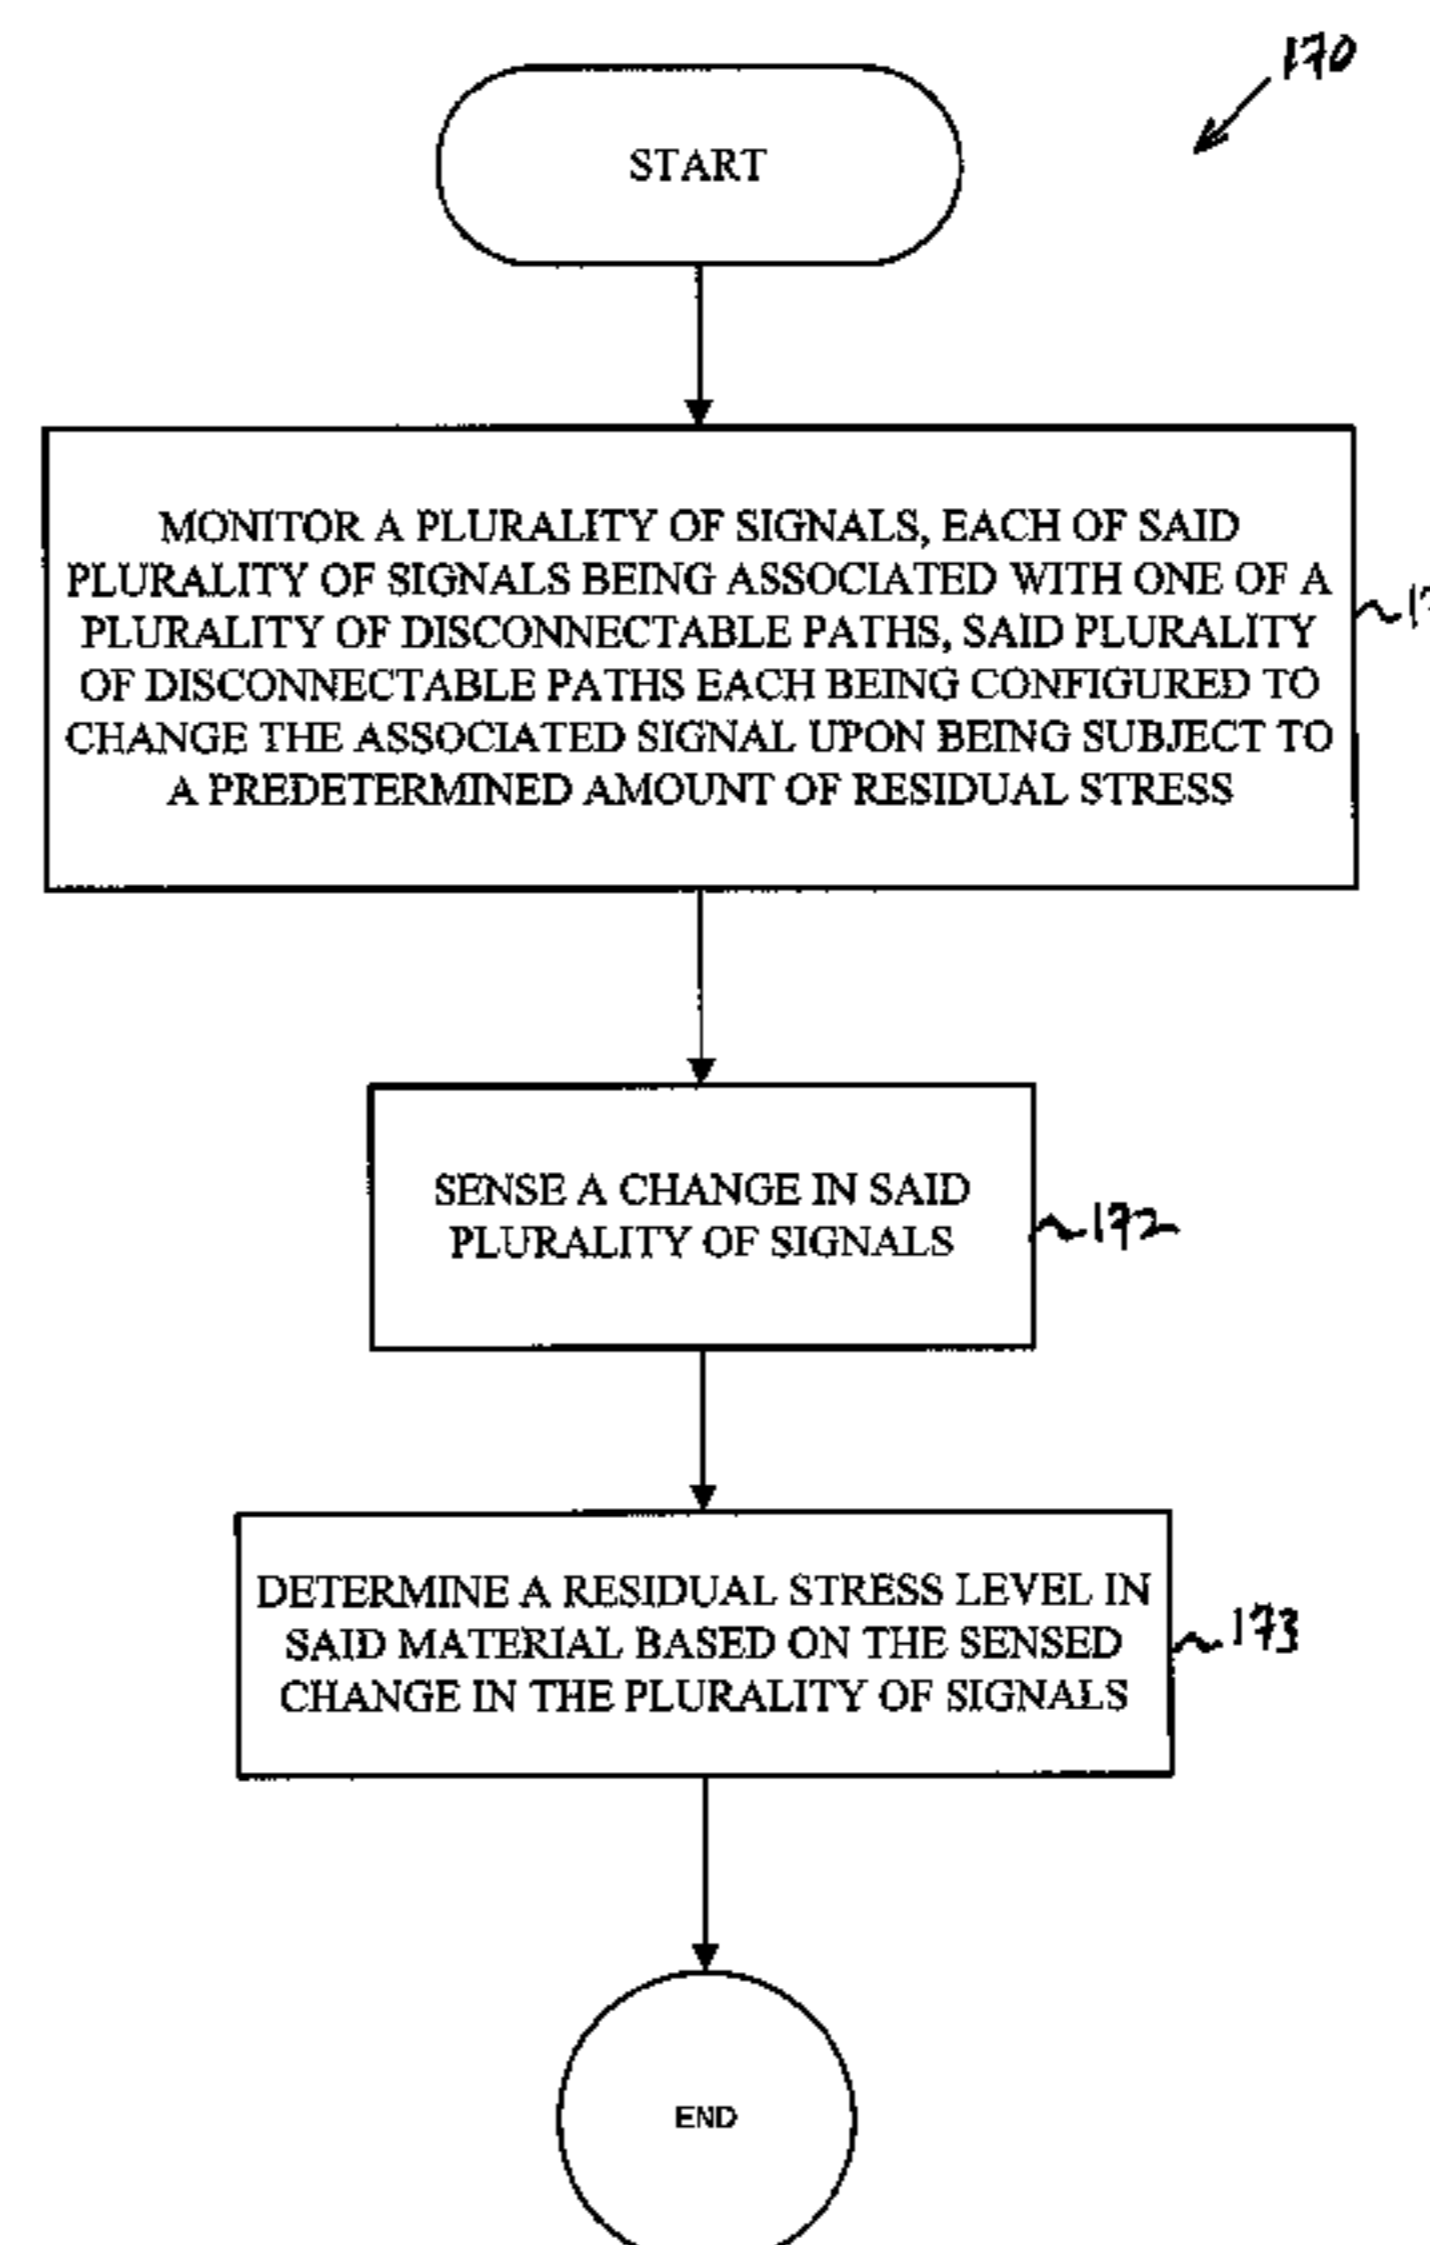 170
START
MONITOR A PLURALITY OF SIGNALS, EACH OF SAID
PLURALITY OF SIGNALS BEING ASSOCIATED WITH ONE OF A
PLURALITY OF DISCONNECTABLE PATHS, SAID PLURALITY
OF DISCONNECTABLE PATHS EACH BEING CONFIGURED TO
CHANGE THE ASSOCIATED SIGNAL UPON BEING SUBJECT TO
A PREDETERMINED AMOUNT OF RESIDUAL STRESS
SENSE A CHANGE IN SAID
PLURALITY OF SIGNALS
172
DETERMINE A RESIDUAL STRESS LEVEL IN
SAID MATERIAL BASED ON THE SENSED
CHANGE IN THE PLURALITY OF SIGNALS
173
END